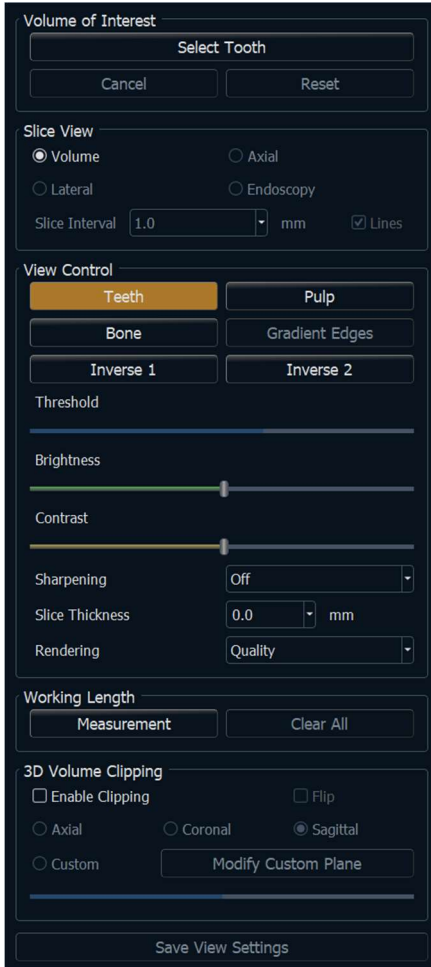 Volume of Interest
Select Tooth
Cancel Reset
Slice View
Volume Axial
Lateral Endoscopy
Slice Interval 1.0 mm Lines
View Control
Teeth Pulp
Bone Gradient Edges
Inverse 1 Inverse 2
Threshold
Brightness
Contrast
Sharpening Off
Slice Thickness 0.0 mm
Rendering Quality
Working Length
Measurement Clear All
3D Volume Clipping
Enable Clipping Flip
Axial Coronal Sagittal
Custom Modify Custom Plane
Save View Settings